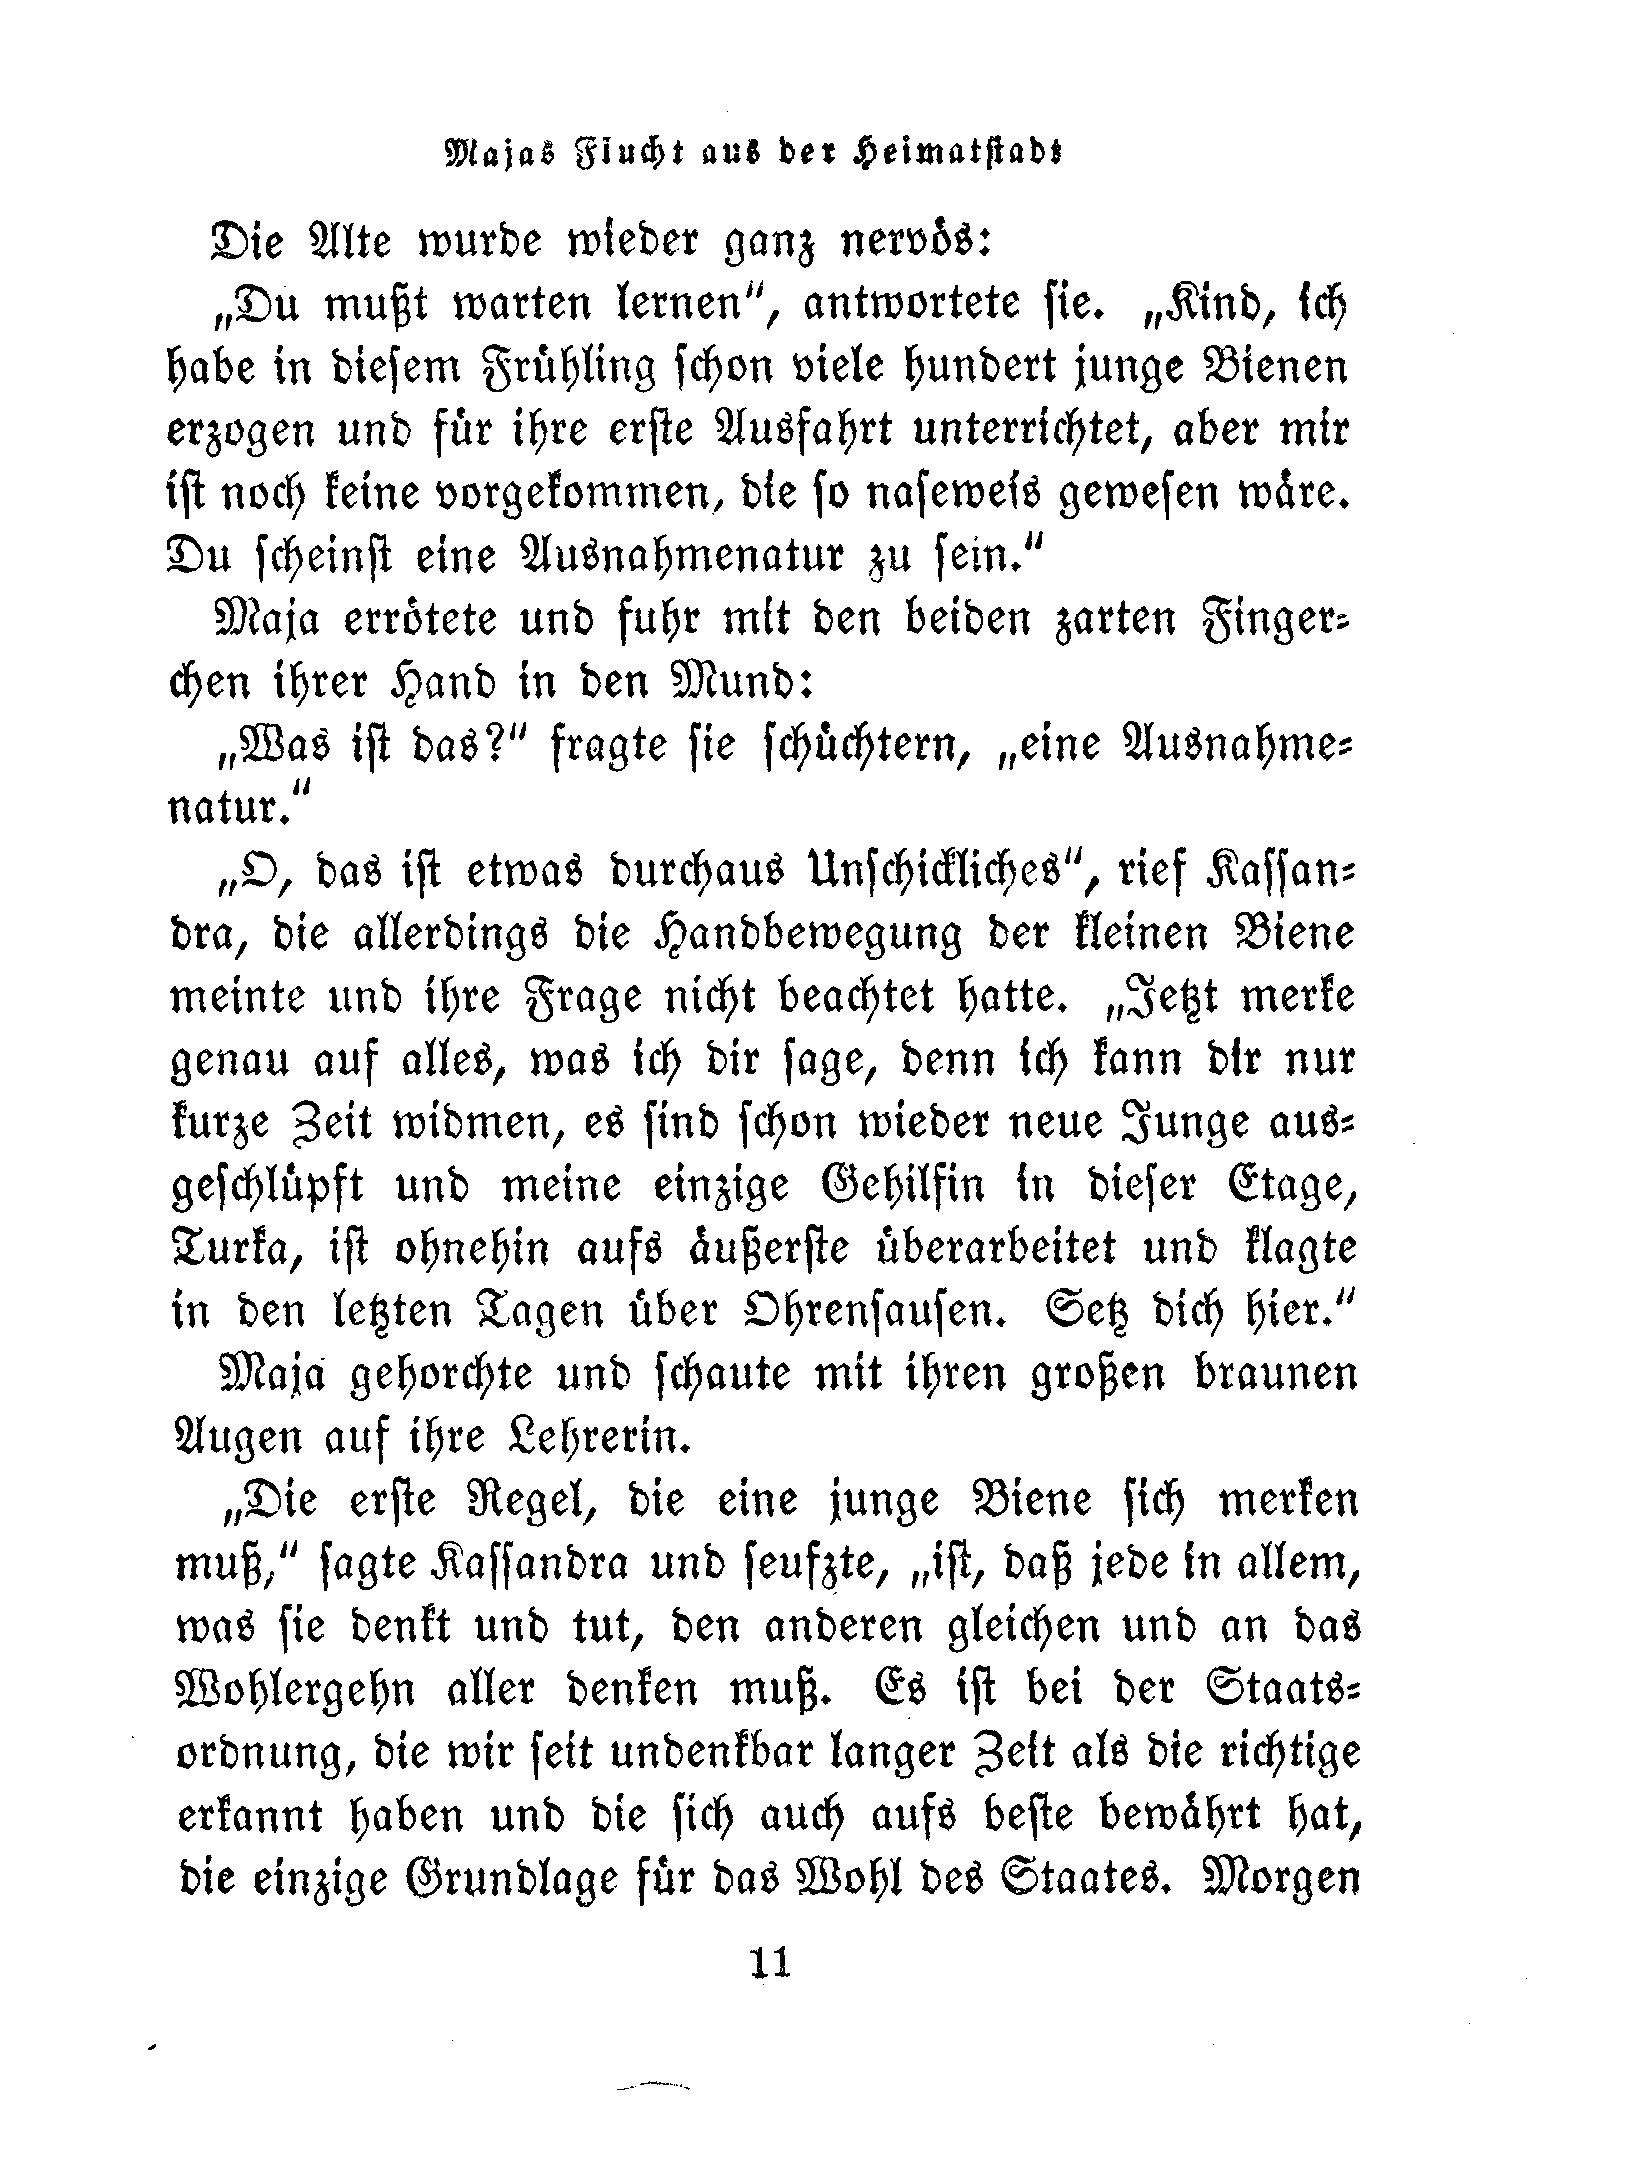 Majas Flucht aus der Heimatstadt
Die Alte wurde wieder ganz nervös:
„Du mußt warten lernen“, antwortete sie. „Kind, ich
habe in diesem Frühling schon viele hundert junge Bienen
erzogen und für ihre erste Ausfahrt unterrichtet, aber mir
ist noch keine vorgekommen, die so naseweis gewesen wäre.
Du scheinst eine Ausnahmenatur zu sein.“
Maja errötete und fuhr mit den beiden zarten Finger-
chen ihrer Hand in den Mund:
„Was ist das?“ fragte sie schüchtern, „eine Ausnahme-
natur.“
„O, das ist etwas durchaus Unschickliches“, rief Kassan-
dra, die allerdings die Handbewegung der kleinen Biene
meinte und ihre Frage nicht beachtet hatte. „Jetzt merke
genau auf alles, was ich dir sage, denn ich kann dir nur
kurze Zeit widmen, es sind schon wieder neue Junge aus-
geschlüpft und meine einzige Gehilfin in dieser Etage,
Turka, ist ohnehin aufs äußerste überarbeitet und klagte
in den letzten Tagen über Ohrensausen. Setz dich hier.“
Maja gehorchte und schaute mit ihren großen braunen
Augen auf ihre Lehrerin.
„Die erste Regel, die eine junge Biene sich merken
muß,“ sagte Kassandra und seufzte, „ist, daß jede in allem,
was sie denkt und tut, den anderen gleichen und an das
Wohlergehn aller denken muß. Es ist bei der Staats-
ordnung, die wir seit undenkbar langer Zeit als die richtige
erkannt haben und die sich auch aufs beste bewährt hat,
die einzige Grundlage für das Wohl des Staates. Morgen
11